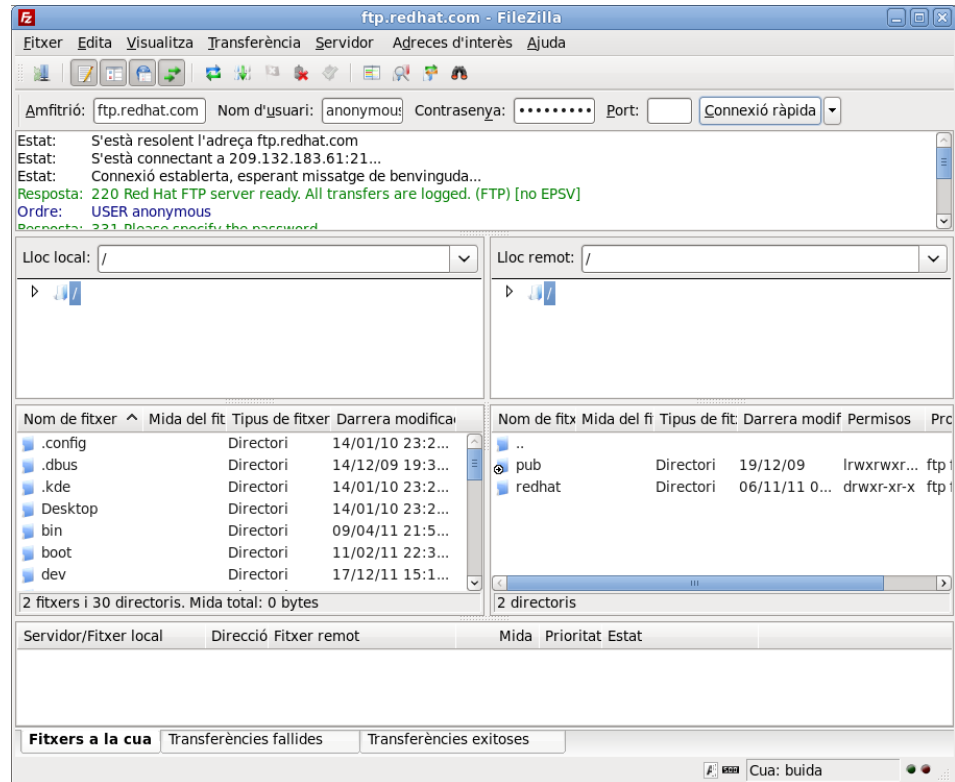 ftp.redhat.com - FileZilla
Fitxer Edita Visualitza Transferència Servidor Adreces d'interès Ajuda
Amfitrió: ftp.redhat.com Nom d'usuari: anonymous Contrasenya: ••••••••• Port: Connexió ràpida
Estat: S'està resolent l'adreça ftp.redhat.com
Estat: S'està connectant a 209.132.183.61:21...
Estat: Connexió establerta, esperant missatge de benvinguda...
Resposta: 220 Red Hat FTP server ready. All transfers are logged. (FTP) [no EPSV]
Ordre: USER anonymous
Resposta: 331 Please specify the password
Lloc local: /
/
Lloc remot: /
/
Nom de fitxer Mida del fit Tipus de fitxer Darrera modifica
.config Directori 14/01/10 23:2...
.dbus Directori 14/12/09 19:3...
.kde Directori 14/01/10 23:2...
Desktop Directori 14/01/10 23:2...
bin Directori 09/04/11 21:5...
boot Directori 11/02/11 22:3...
dev Directori 17/12/11 15:1...
2 fitxers i 30 directoris. Mida total: 0 bytes
Nom de fitx Mida del fi Tipus de fit Darrera modif Permisos Pro
..
pub Directori 19/12/09 lrwxrwxr... ftp f
redhat Directori 06/11/11 0... drwxr-xr-x ftp f
2 directoris
Servidor/Fitxer local Direcció Fitxer remot Mida Prioritat Estat
Fitxers a la cua Transferències fallides Transferències exitoses
Cua: buida